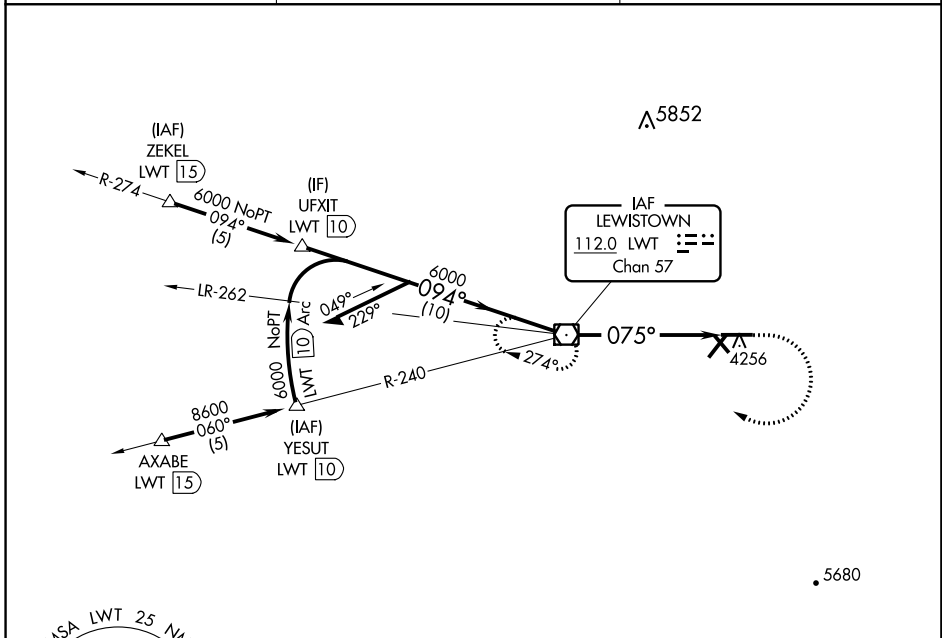 5852
(IAF)
ZEKEL
LWT 15
R-274
6000 NoPT
094°
(5)
(IF)
UFXIT
LWT 10
IAF
LEWISTOWN
112.0 LWT
Chan 57
LR-262
049°
229°
6000
094°
(10)
6000 NoPT
LWT 10 Arc
075°
274°
4256
R-240
8600
060°
(5)
(IAF)
YESUT
LWT 10
AXABE
LWT 15
5680
MSA LWT 25 NM